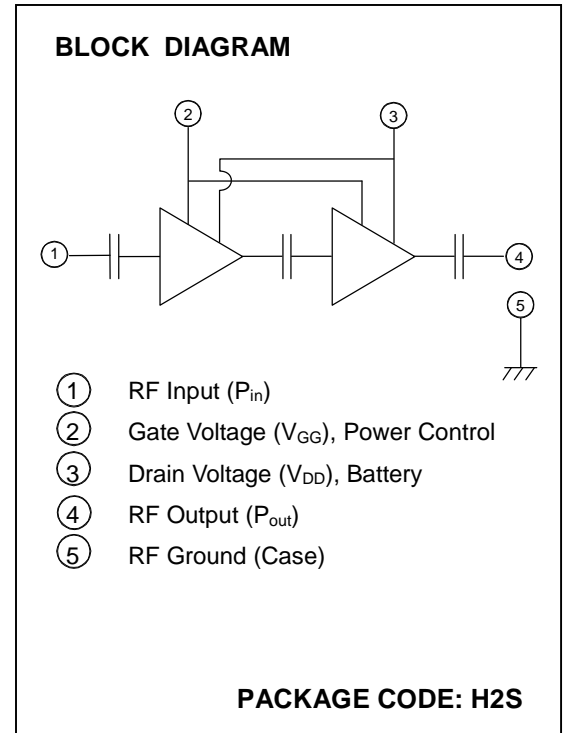 BLOCK DIAGRAM
2
3
1
4
5
1 RF Input (Pin)
2 Gate Voltage (VGG), Power Control
3 Drain Voltage (VDD), Battery
4 RF Output (Pout)
5 RF Ground (Case)
PACKAGE CODE: H2S